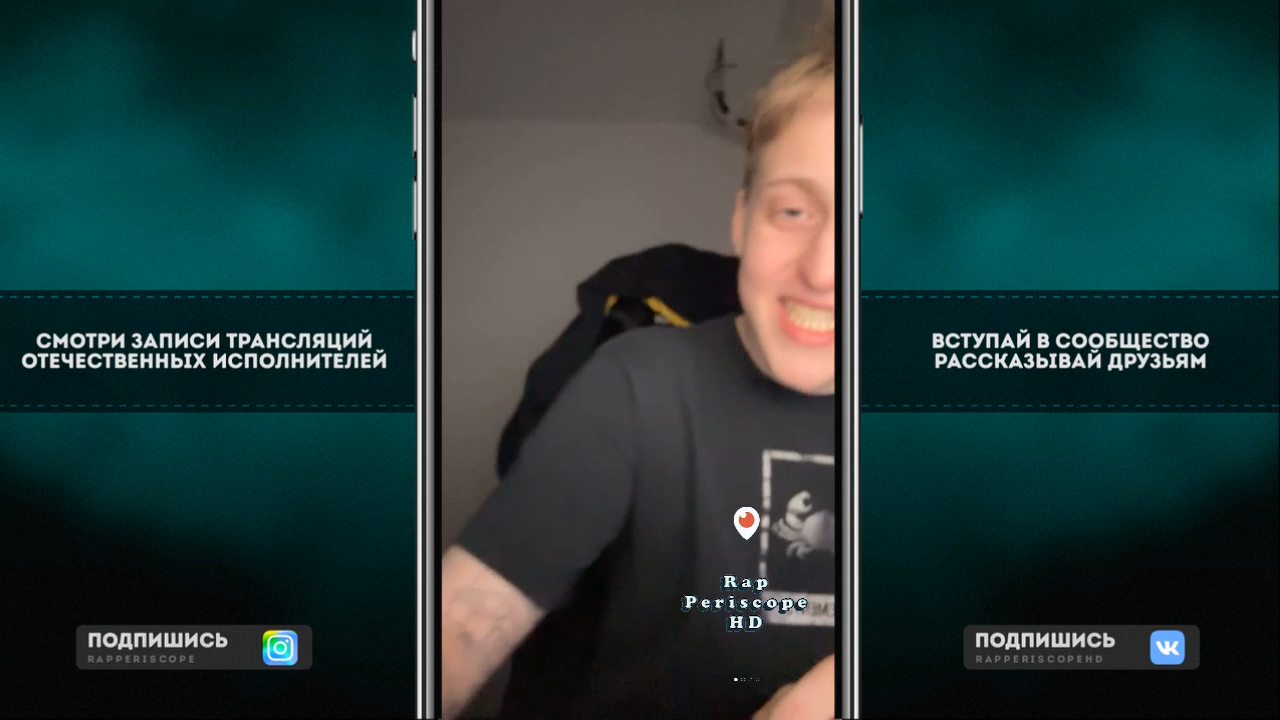 СМОТРИ ЗАПИСИ ТРАНСЛЯЦИЙ
ОТЕЧЕСТВЕННЫХ ИСПОЛНИТЕЛЕЙ
ВСТУПАЙ В СООБЩЕСТВО
РАССКАЗЫВАЙ ДРУЗЬЯМ
Rap
Periscope
HD
ПОДПИШИСЬ
RAPPERISCOPE
ПОДПИШИСЬ
RAPPERISCOPEHD